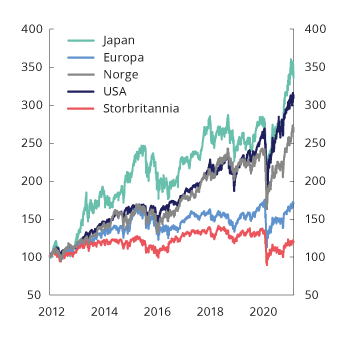 400 400
Japan
Europa
350 350
Norge
USA
300 300
Storbritannia
250 250
200 200
150 150
100 100
50 50
2012 2014 2016 2018 2020